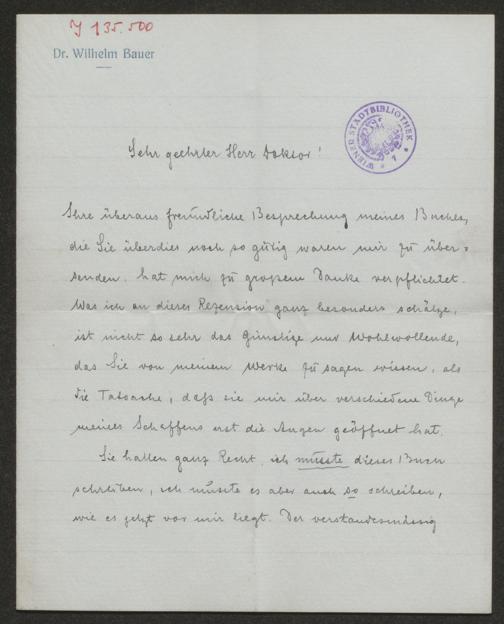 J 135.500
Dr. Wilhelm Bauer
WIENER STADTBIBLIOTHEK
Sehr geehrter Herr Doktor!
Ihre überaus freundliche Besprechung meines Buches,
die Sie überdies noch so gütig waren mir zu über-
senden, hat mich zu großem Danke verpflichtet.
Was ich an dieser Rezension ganz besonders schätze,
ist nicht so sehr das Günstige und Wohlwollende,
das Sie von meinem Werke zu sagen wissen, als
die Tatsache, daß sie mir über verschiedene Dinge
meines Schaffens erst die Augen geöffnet hat.
Sie hatten ganz Recht, ich musste dieses Buch
schreiben, ich musste es aber auch so schreiben,
wie es jetzt vor mir liegt. Der verstandesmässig